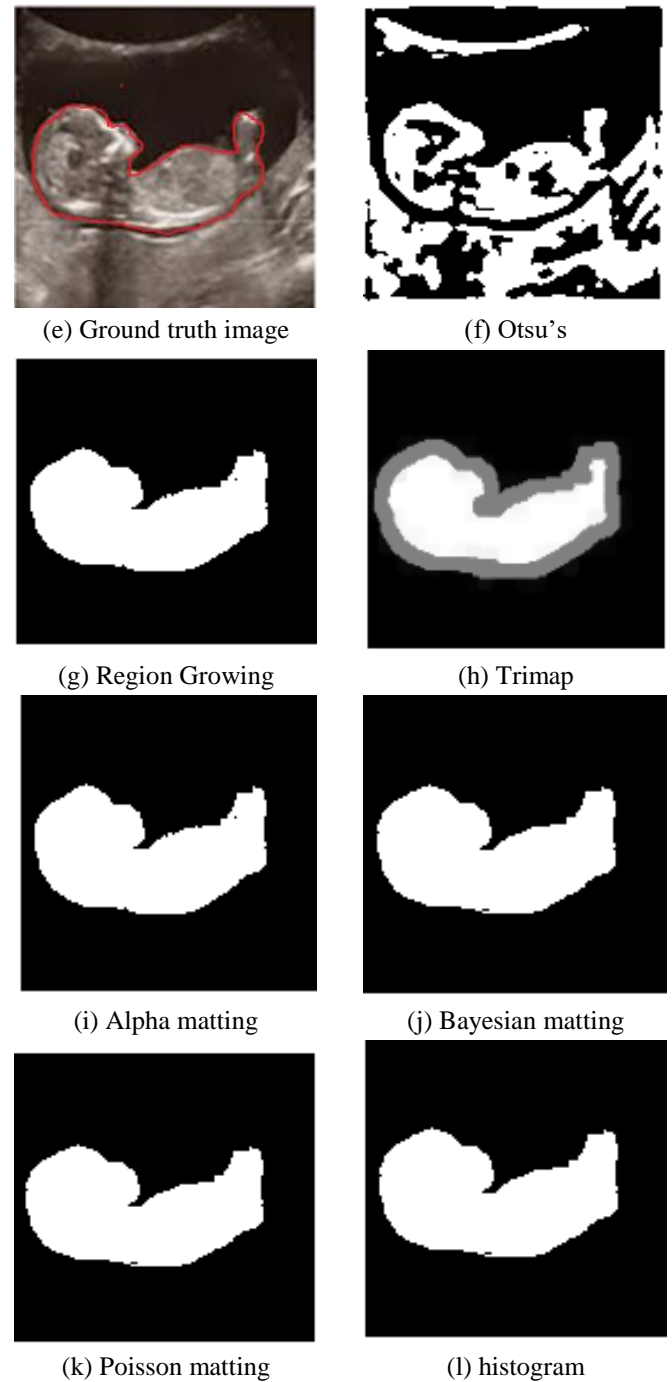 (e) Ground truth image
(f) Otsu’s
(g) Region Growing
(h) Trimap
(i) Alpha matting
(j) Bayesian matting
(k) Poisson matting
(l) histogram